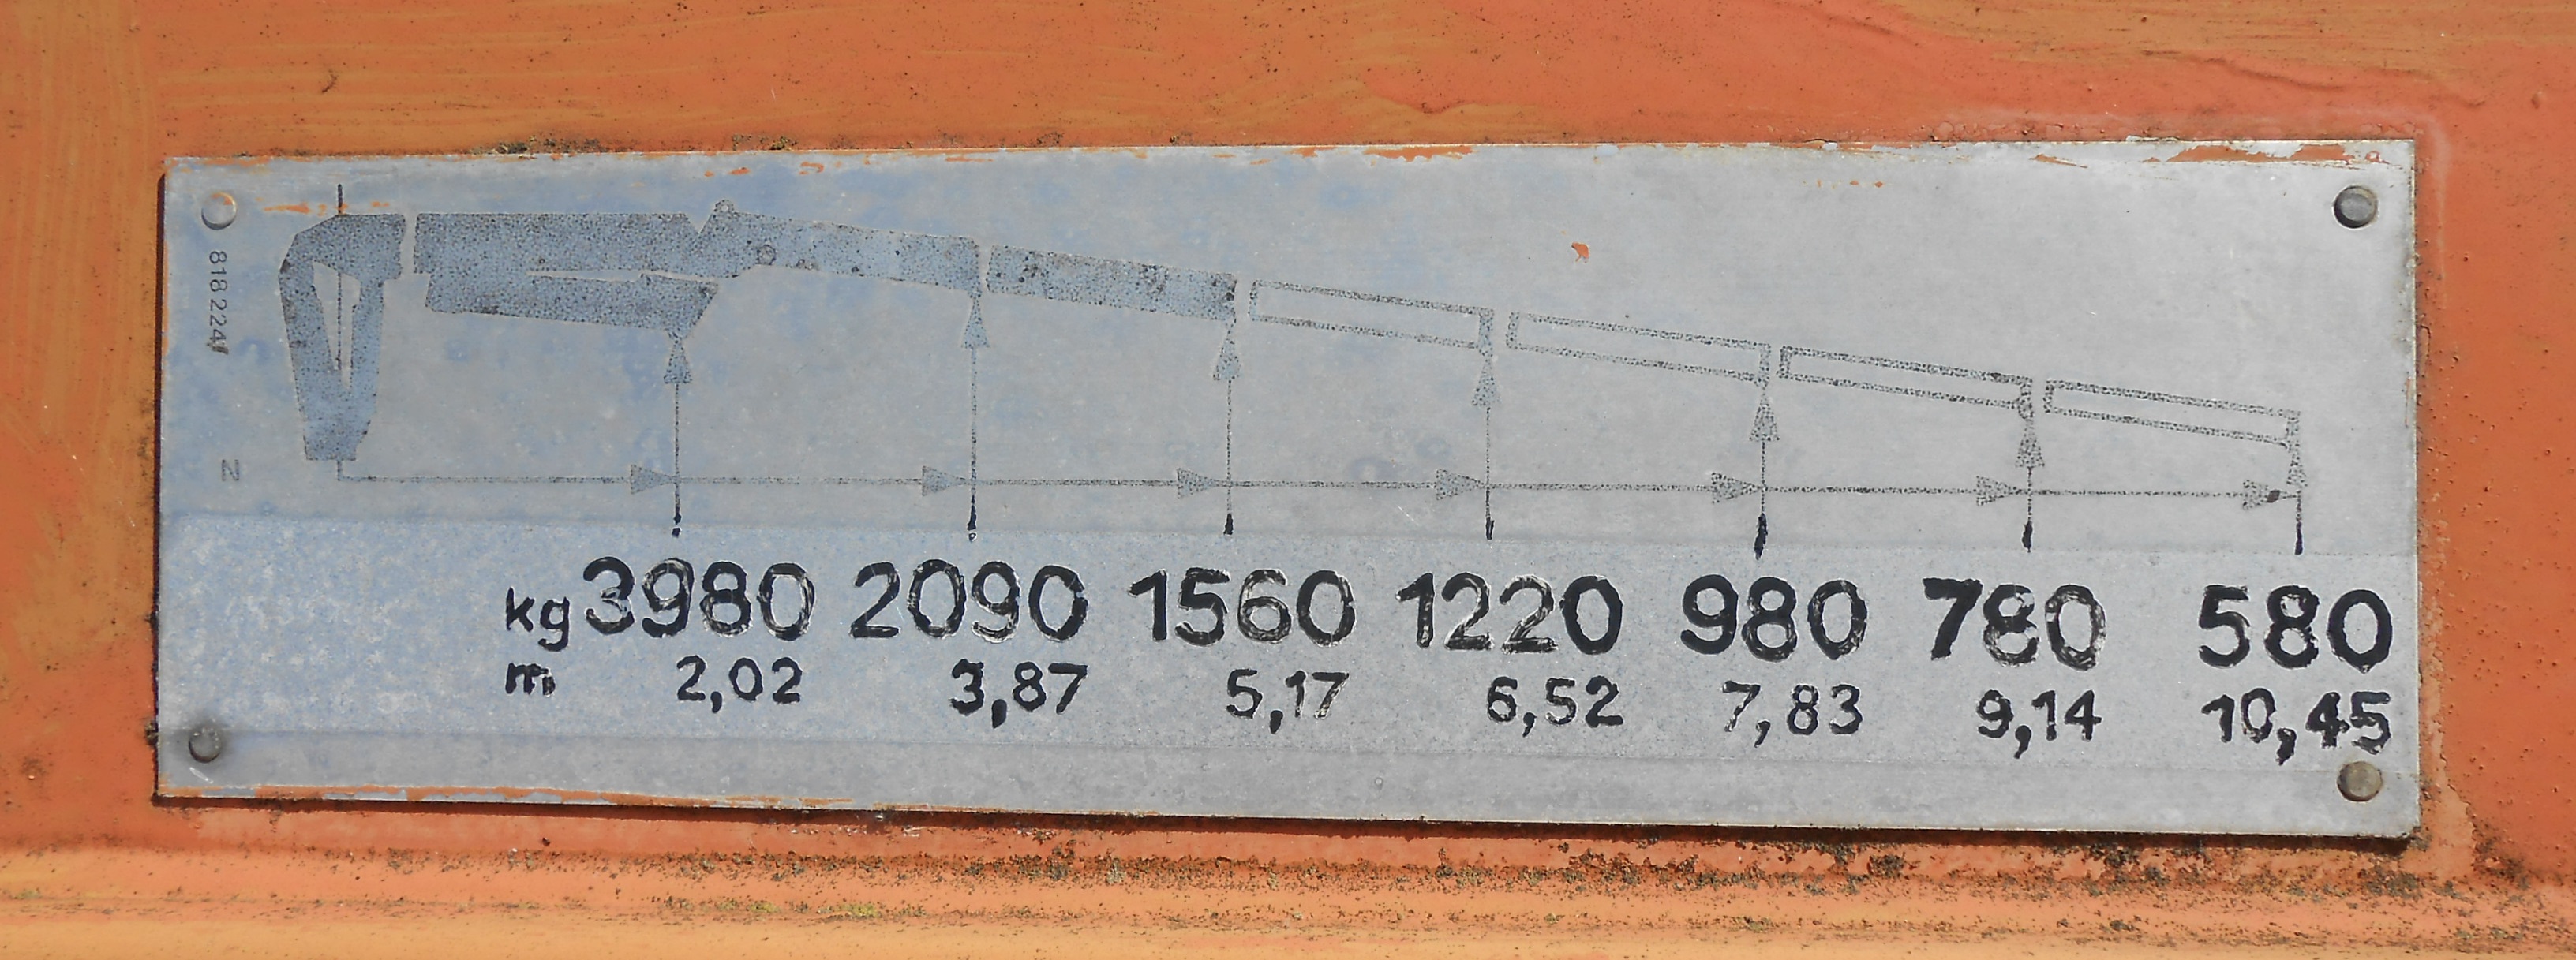 818224
N
kg 3980 2090 1560 1220 980 780 580
m 2,02 3,87 5,17 6,52 7,83 9,14 10,45